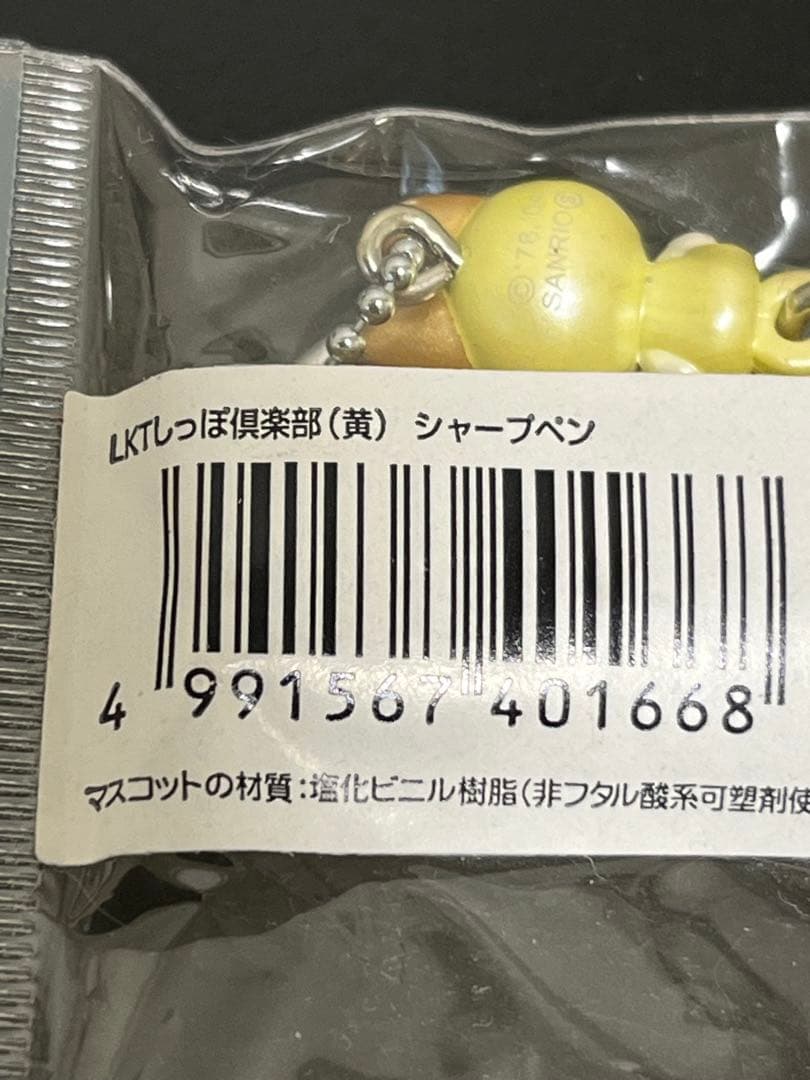 ©'76,
SANRIO
LKTしっぽ倶楽部(黄) シャープペン
4 991567 401668
マスコットの材質:塩化ビニル樹脂(非フタル酸系可塑剤使